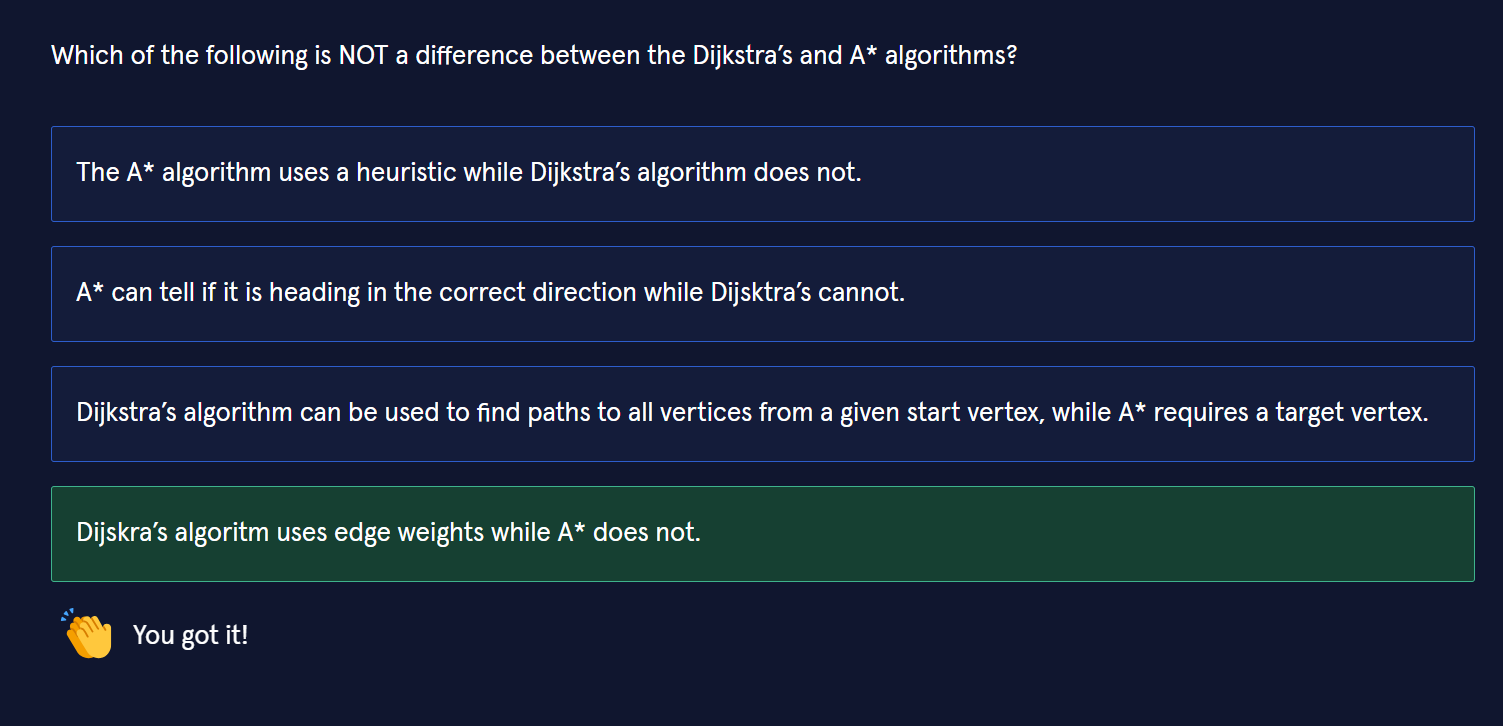 Which of the following is NOT a difference between the Dijkstra’s and A* algorithms?
The A* algorithm uses a heuristic while Dijkstra’s algorithm does not.
A* can tell if it is heading in the correct direction while Dijsktra’s cannot.
Dijkstra’s algorithm can be used to find paths to all vertices from a given start vertex, while A* requires a target vertex.
Dijskra’s algoritm uses edge weights while A* does not.
You got it!